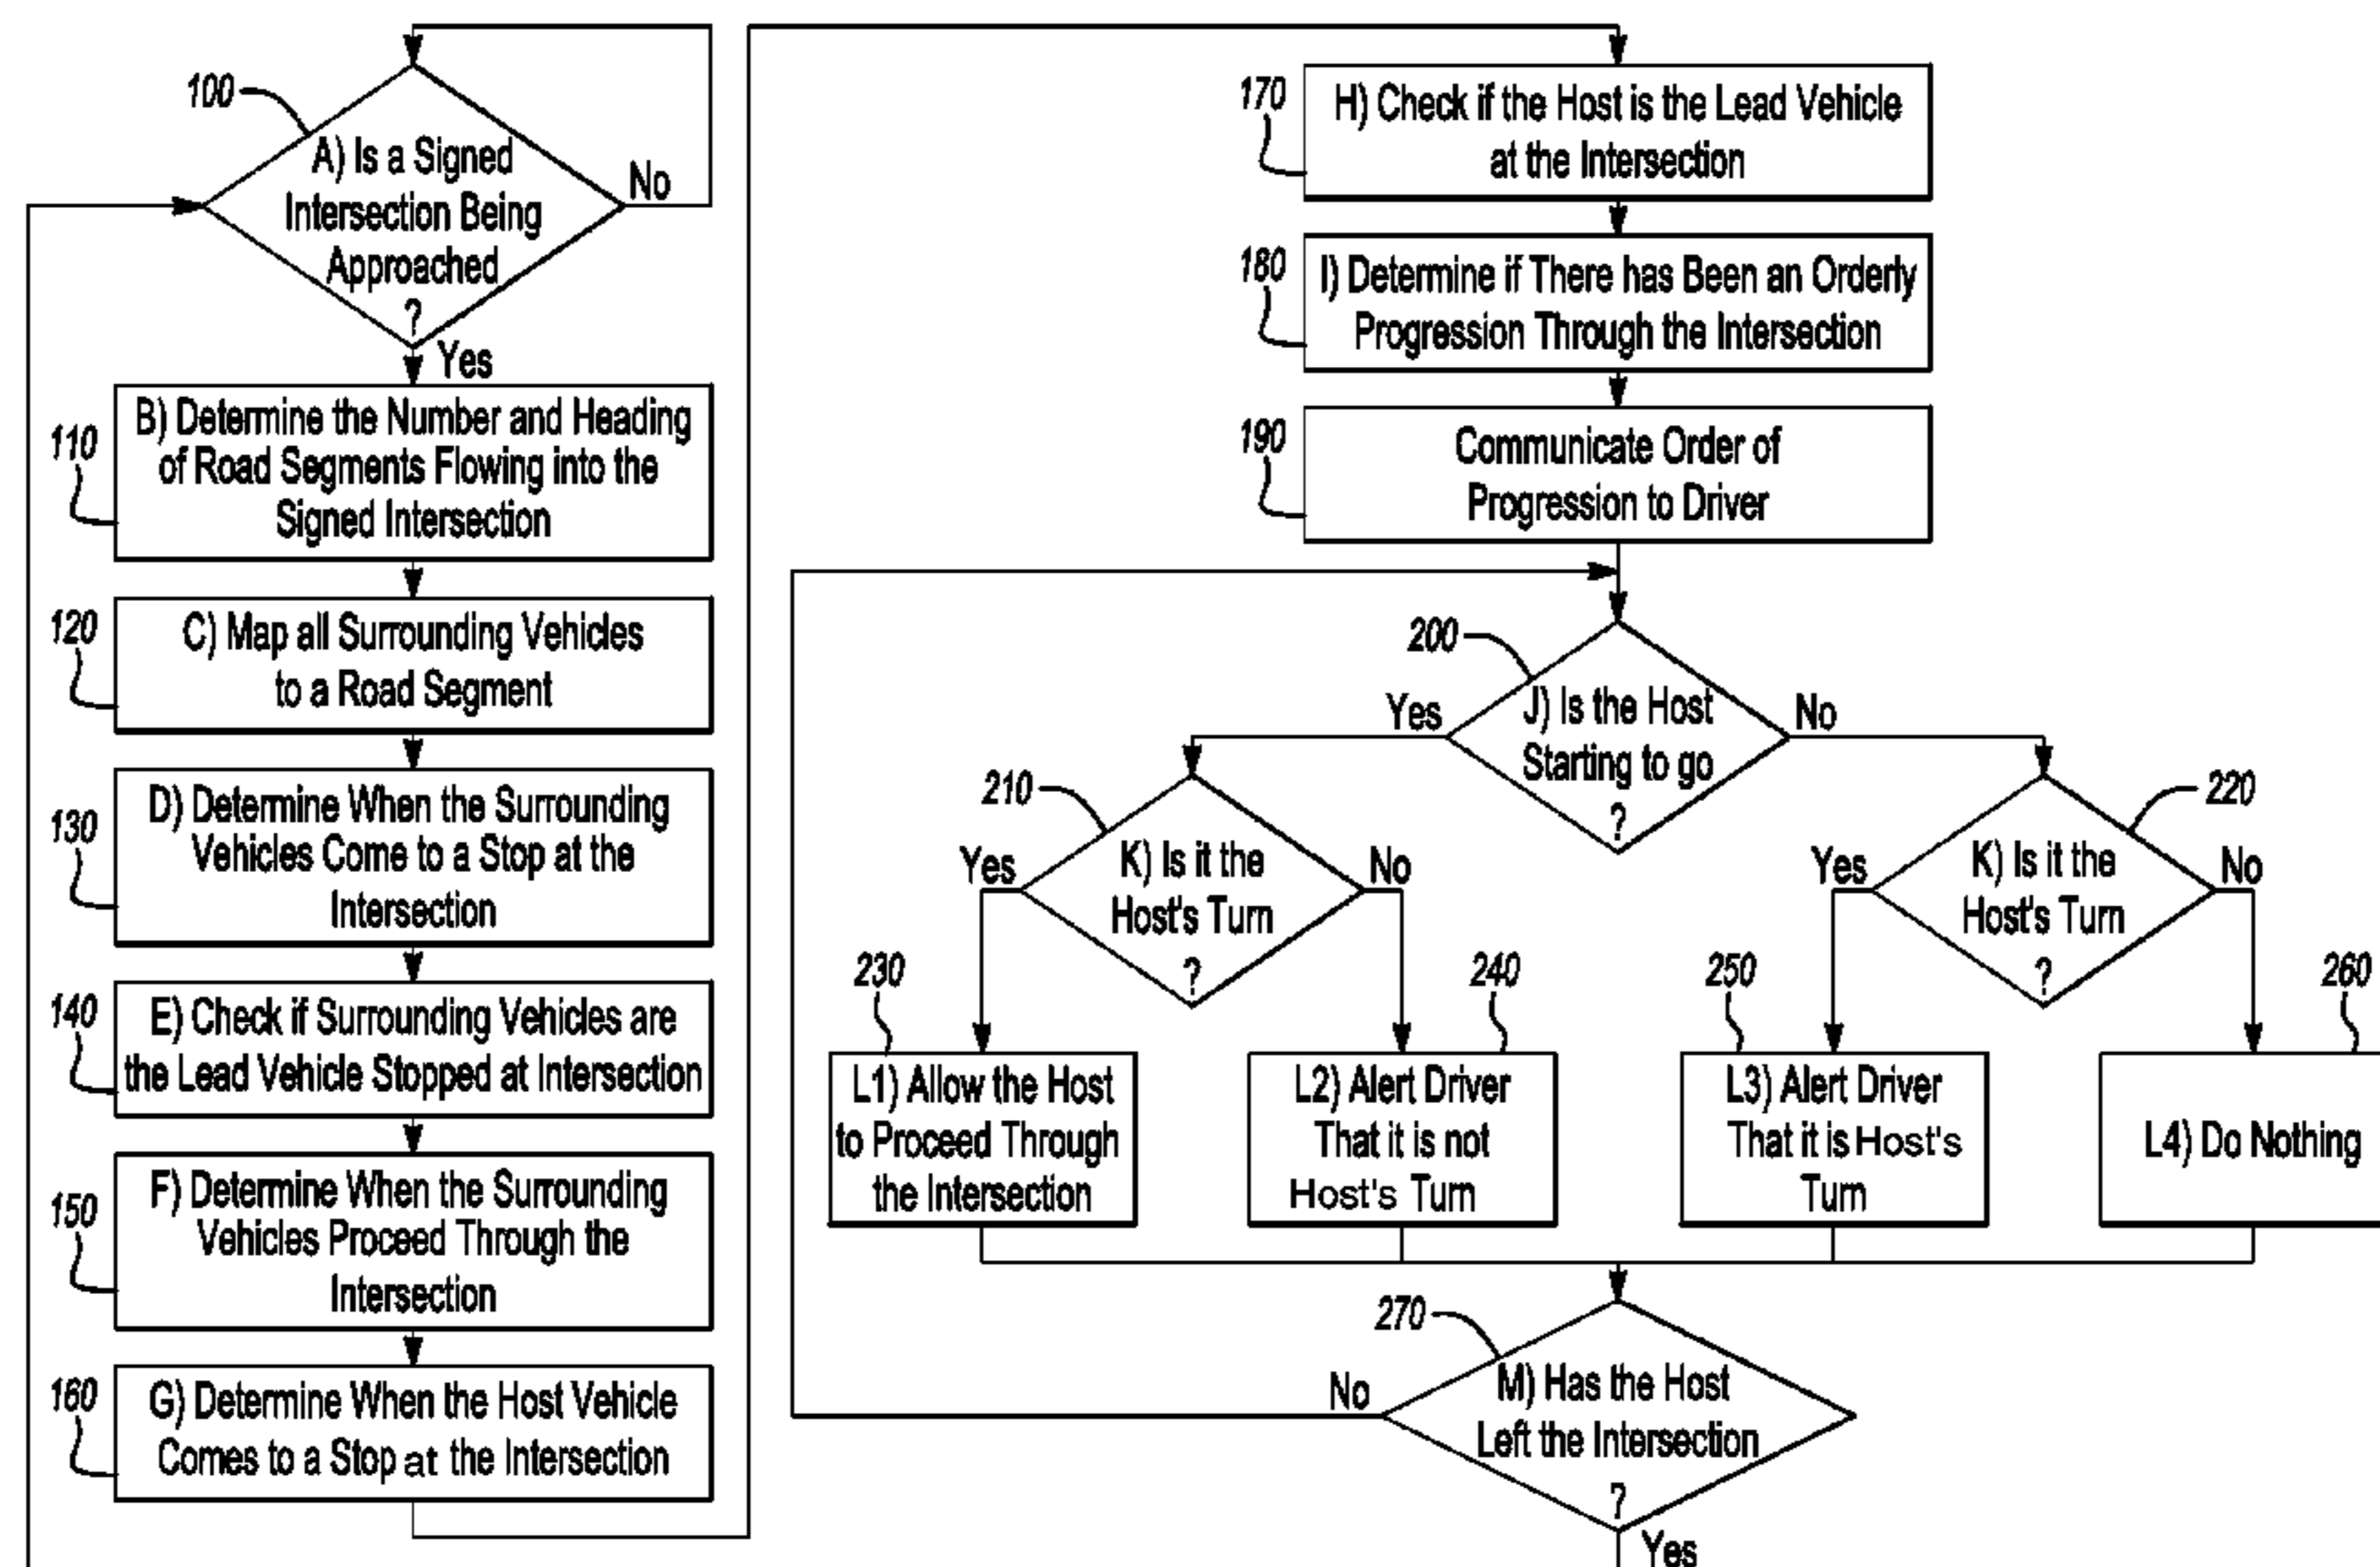 100
A) Is a Signed
Intersection Being
Approached
?
No
Yes
110
B) Determine the Number and Heading
of Road Segments Flowing into the
Signed Intersection
120
C) Map all Surrounding Vehicles
to a Road Segment
130
D) Determine When the Surrounding
Vehicles Come to a Stop at the
Intersection
140
E) Check if Surrounding Vehicles are
the Lead Vehicle Stopped at Intersection
150
F) Determine When the Surrounding
Vehicles Proceed Through the
Intersection
160
G) Determine When the Host Vehicle
Comes to a Stop at the Intersection
170
H) Check if the Host is the Lead Vehicle
at the Intersection
180
I) Determine if There has Been an Orderly
Progression Through the Intersection
190
Communicate Order of
Progression to Driver
200
J) Is the Host
Starting to go
?
Yes
No
210
K) Is it the
Host's Turn
?
Yes
No
220
K) Is it the
Host's Turn
?
Yes
No
230
L1) Allow the Host
to Proceed Through
the Intersection
240
L2) Alert Driver
That it is not
Host's Turn
250
L3) Alert Driver
That it is Host's
Turn
260
L4) Do Nothing
270
M) Has the Host
Left the Intersection
?
No
Yes